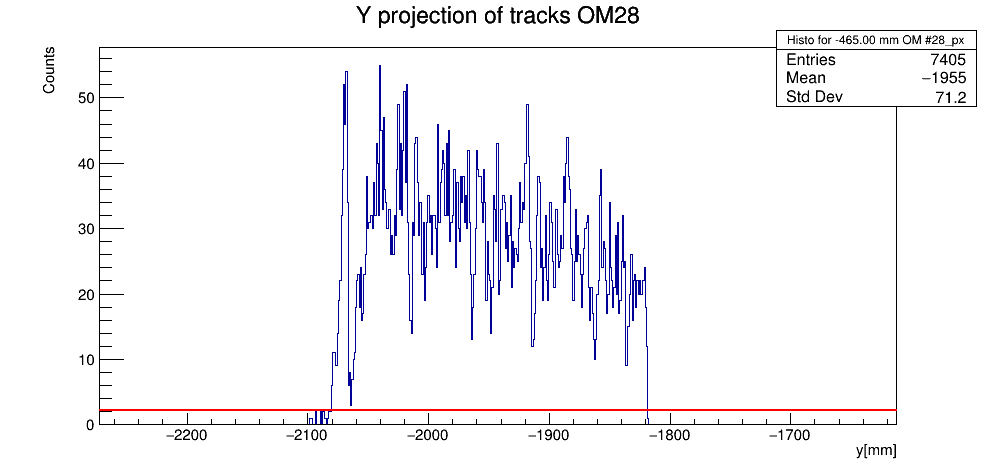 Y projection of tracks OM28
Histo for -465.00 mm OM #28_px
Entries 7405
Mean −1955
Std Dev 71.2
Counts
50
40
30
20
10
0
−2200 −2100 −2000 −1900 −1800 −1700
y[mm]